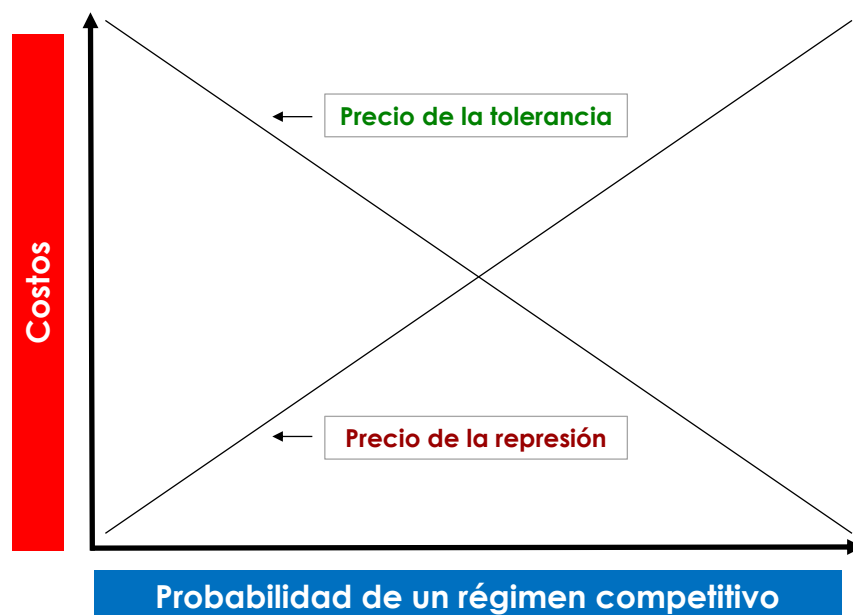 Precio de la tolerancia
Costos
Precio de la represión
Probabilidad de un régimen competitivo